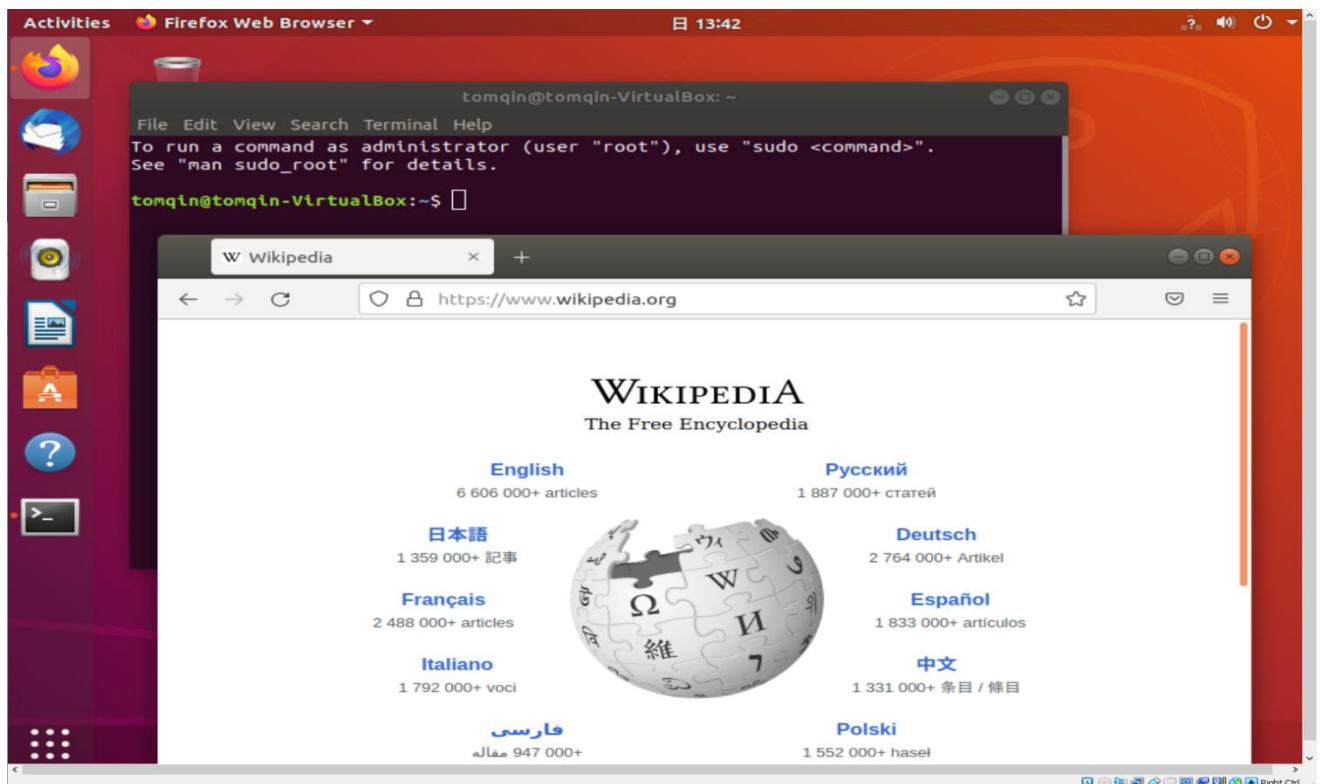 Activities Firefox Web Browser 日 13:42
tomqin@tomqin-VirtualBox: ~
File Edit View Search Terminal Help
To run a command as administrator (user "root"), use "sudo <command>".
See "man sudo_root" for details.
tomqin@tomqin-VirtualBox:~$
W Wikipedia
https://www.wikipedia.org
WIKIPEDIA
The Free Encyclopedia
English Русский
6 606 000+ articles 1 887 000+ статей
日本語 Deutsch
1 359 000+ 記事 2 764 000+ Artikel
Français Español
2 488 000+ articles 1 833 000+ artículos
Italiano 中文
1 792 000+ voci 1 331 000+ 条目 / 條目
فارسی Polski
947 000+ مقاله 1 552 000+ haseł
Right Ctrl